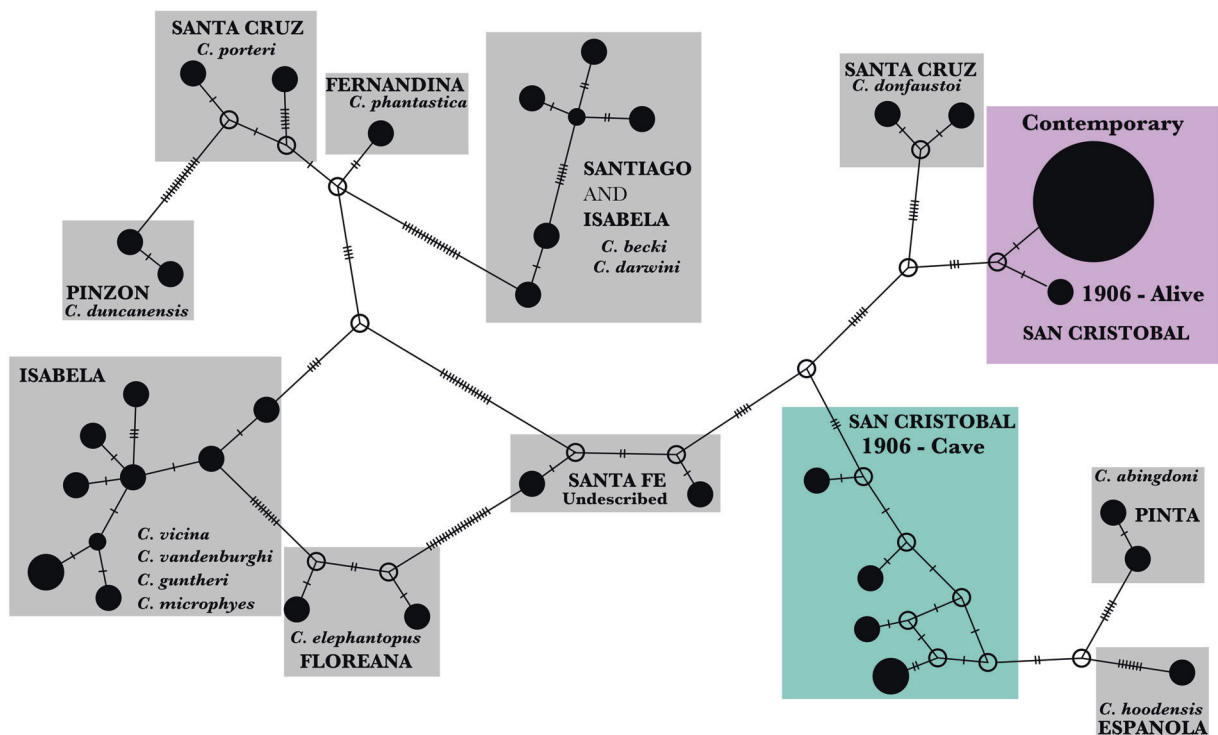 SANTA CRUZ
C. porteri
FERNANDINA
C. phantastica
SANTIAGO
AND
ISABELA
C. becki
C. darwini
SANTA CRUZ
C. donfaustoi
Contemporary
1906 - Alive
SAN CRISTOBAL
PINZON
C. duncanensis
ISABELA
C. vicina
C. vandenburghi
C. guntheri
C. microphyes
SANTA FE
Undescribed
C. elephantopus
FLOREANA
SAN CRISTOBAL
1906 - Cave
C. abingdoni
PINTA
C. hoodensis
ESPANOLA